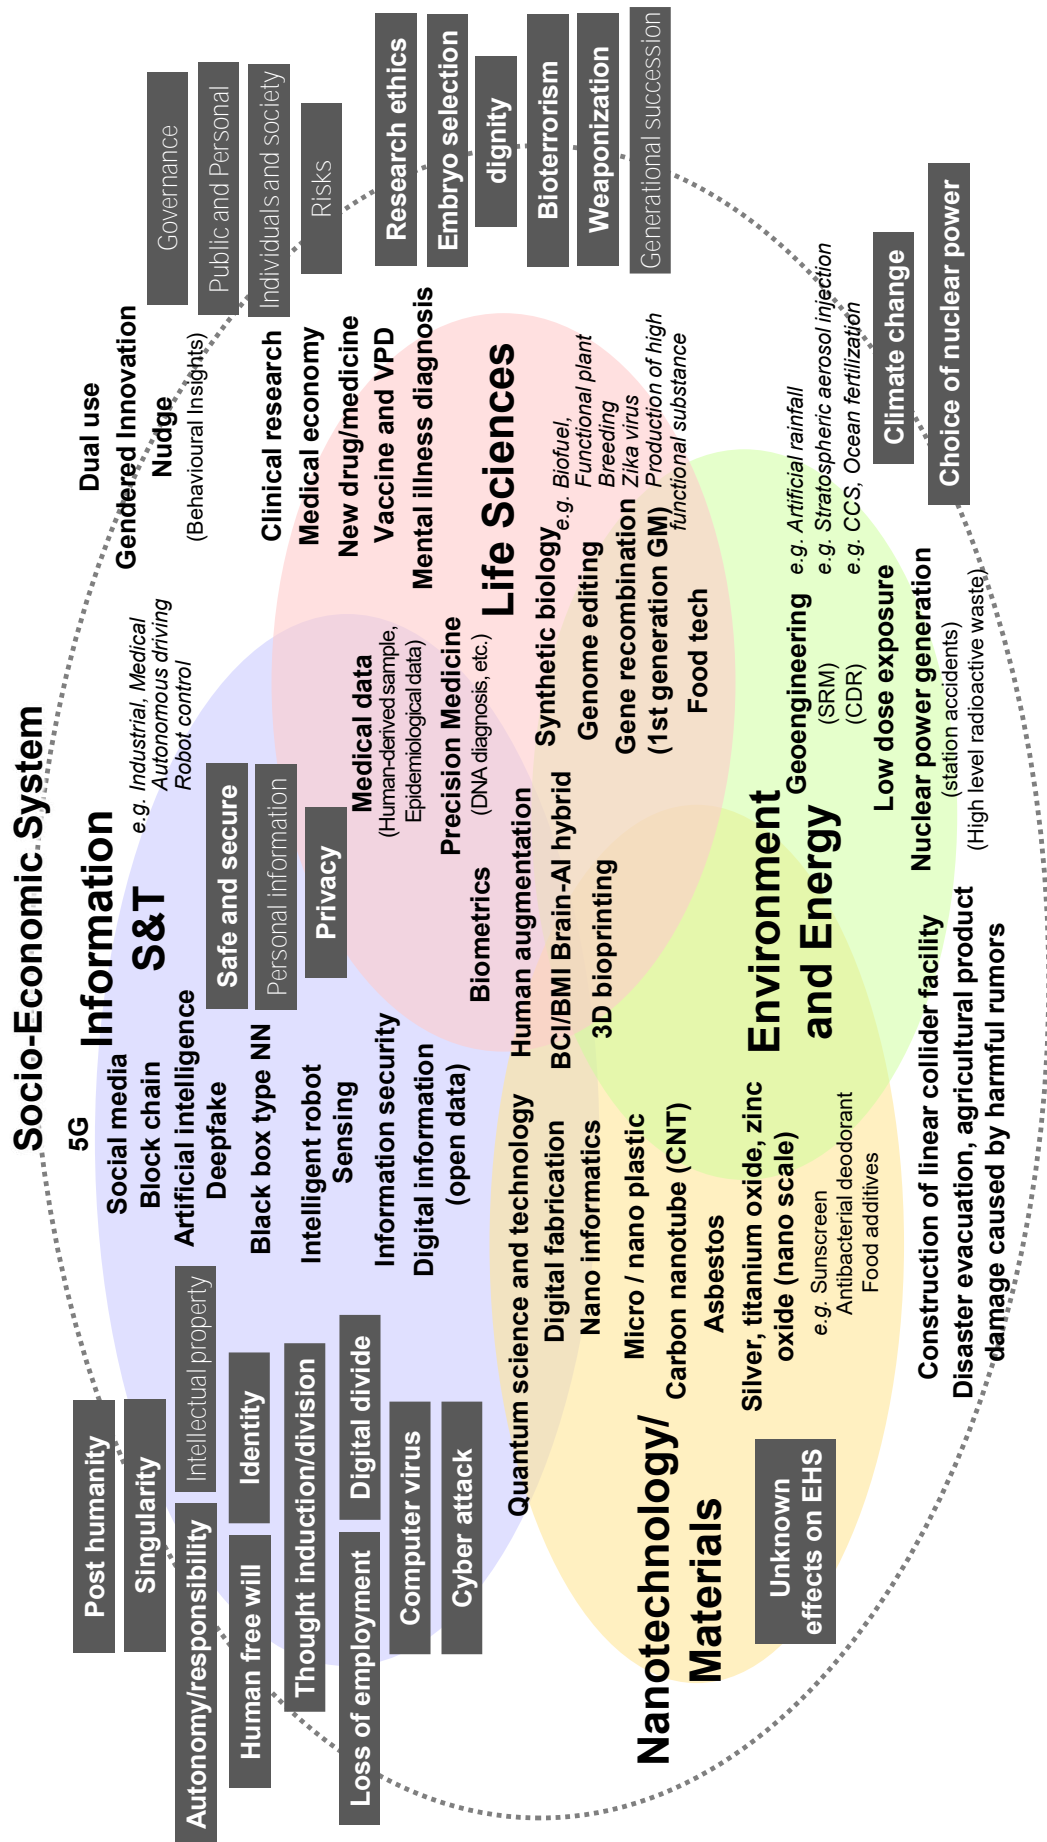 Socio-Economic System
Information
S&T
5G
Social media
Block chain
Artificial intelligence
Deepfake
Black box type NN
Intelligent robot
Sensing
Information security
Digital information
(open data)
e.g. Industrial, Medical
Autonomous driving
Robot control
Safe and secure
Personal information
Privacy
Dual use
Gendered Innovation
Nudge
(Behavioural Insights)
Governance
Public and Personal
Individuals and society
Risks
Post humanity
Singularity
Autonomy/responsibility
Intellectual property
Human free will
Identity
Thought induction/division
Loss of employment
Digital divide
Computer virus
Cyber attack
Medical data
(Human-derived sample,
Epidemiological data)
Precision Medicine
(DNA diagnosis, etc.)
Biometrics
Clinical research
Medical economy
New drug/medicine
Vaccine and VPD
Mental illness diagnosis
Life Sciences
Research ethics
Embryo selection
dignity
Bioterrorism
Weaponization
Generational succession
Human augmentation
BCI/BMI Brain-AI hybrid
3D bioprinting
Synthetic biology
Genome editing
Gene recombination
(1st generation GM)
Food tech
e.g. Biofuel,
Functional plant
Breeding
Zika virus
Production of high
functional substance
Quantum science and technology
Digital fabrication
Nano informatics
Micro / nano plastic
Carbon nanotube (CNT)
Asbestos
Silver, titanium oxide, zinc
oxide (nano scale)
e.g. Sunscreen
Antibacterial deodorant
Food additives
Nanotechnology/
Materials
Unknown
effects on EHS
Environment
and Energy
Geoengineering
(SRM)
(CDR)
e.g. Artificial rainfall
e.g. Stratospheric aerosol injection
e.g. CCS, Ocean fertilization
Low dose exposure
Nuclear power generation
(station accidents)
(High level radioactive waste)
Climate change
Choice of nuclear power
Construction of linear collider facility
Disaster evacuation, agricultural product
damage caused by harmful rumors